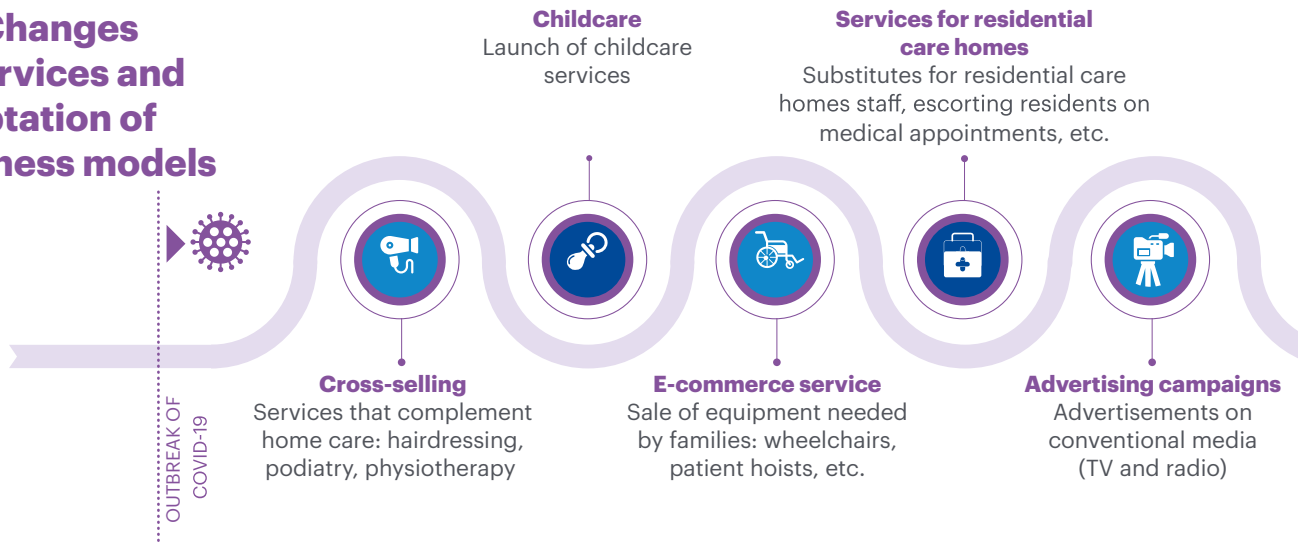 Changes
rvices and
ptation of
ness models
OUTBREAK OF
COVID-19
Cross-selling
Services that complement
home care: hairdressing,
podiatry, physiotherapy
Childcare
Launch of childcare
services
E-commerce service
Sale of equipment needed
by families: wheelchairs,
patient hoists, etc.
Services for residential
care homes
Substitutes for residential care
homes staff, escorting residents on
medical appointments, etc.
Advertising campaigns
Advertisements on
conventional media
(TV and radio)